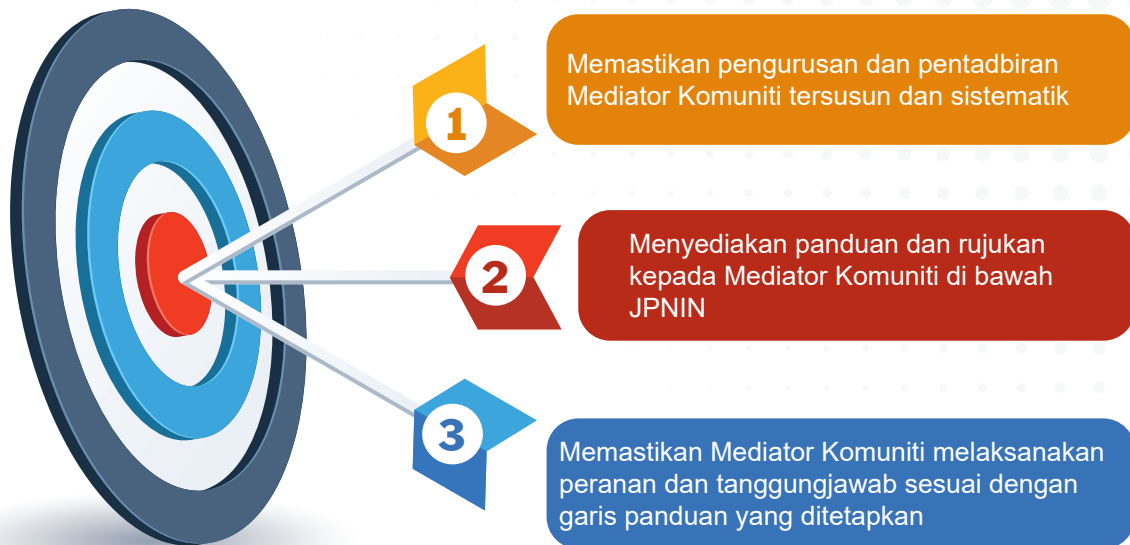 1
Memastikan pengurusan dan pentadbiran
Mediator Komuniti tersusun dan sistematik
2
Menyediakan panduan dan rujukan
kepada Mediator Komuniti di bawah
JPNIN
3
Memastikan Mediator Komuniti melaksanakan
peranan dan tanggungjawab sesuai dengan
garis panduan yang ditetapkan